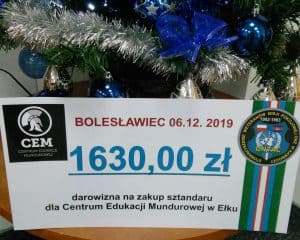 CEM
CENTRUM EDUKACJI
MUNDUROWEJ
BOLESŁAWIEC 06.12. 2019
1630,00 zł
darowizna na zakup sztandaru
dla Centrum Edukacji Mundurowej w Ełku